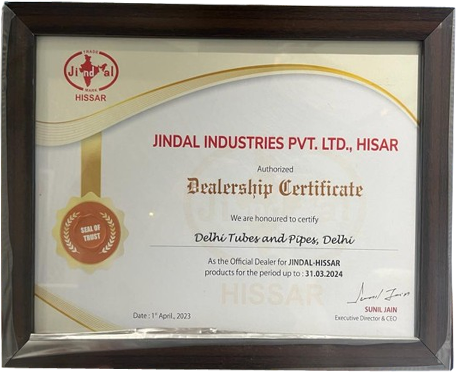 TRADE
Jindal
MARK
HISSAR
JINDAL INDUSTRIES PVT. LTD., HISAR
Authorized
Dealership Certificate
We are honoured to certify
Delhi Tubes and Pipes, Delhi
As the Official Dealer for JINDAL-HISSAR
products for the period up to : 31.03.2024
SEAL OF
TRUST
HISSAR
Date : 1st April, 2023
SUNIL JAIN
Executive Director & CEO